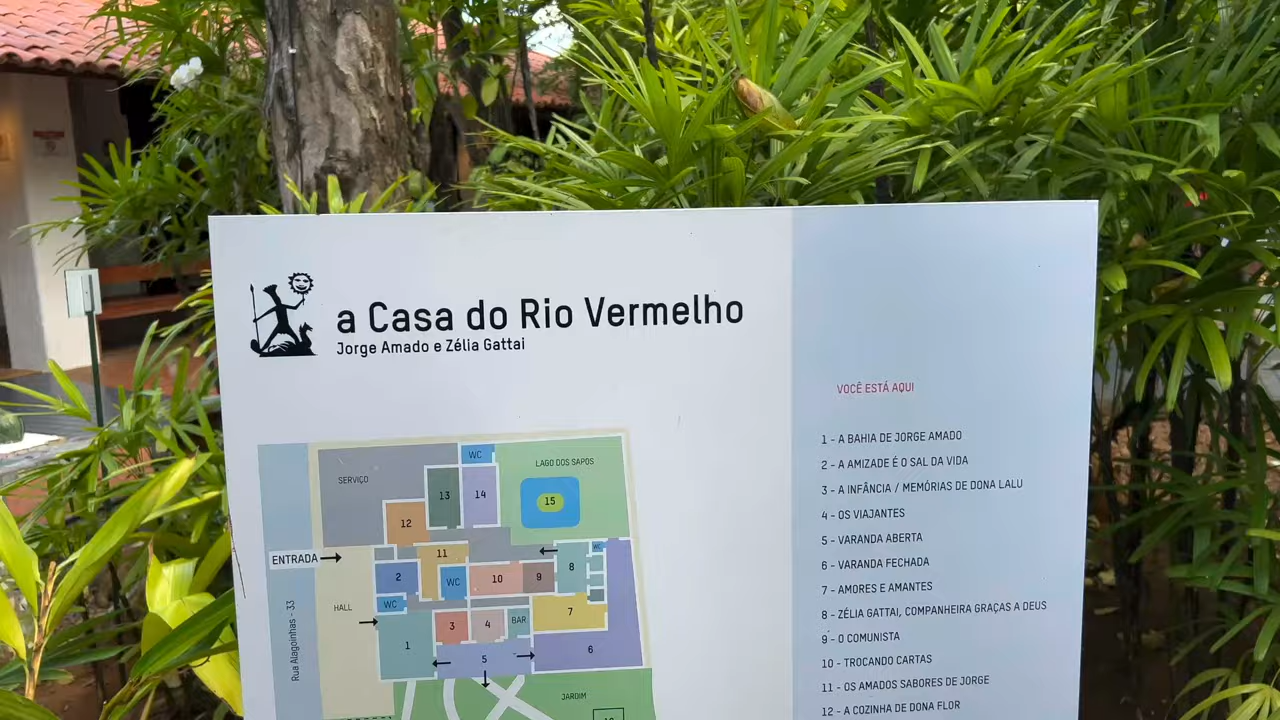 a Casa do Rio Vermelho
Jorge Amado e Zélia Gattai
VOCÊ ESTÁ AQUI
1 - A BAHIA DE JORGE AMADO
2 - A AMIZADE É O SAL DA VIDA
3 - A INFÂNCIA / MEMÓRIAS DE DONA LALU
4 - OS VIAJANTES
5 - VARANDA ABERTA
6 - VARANDA FECHADA
7 - AMORES E AMANTES
8 - ZÉLIA GATTAI, COMPANHEIRA GRAÇAS A DEUS
9 - O COMUNISTA
10 - TROCANDO CARTAS
11 - OS AMADOS SABORES DE JORGE
12 - A COZINHA DE DONA FLOR
WC
LAGO DOS SAPOS
SERVIÇO
13
14
15
12
ENTRADA
11
WC
8
2
WC
10
9
HALL
WC
7
3
4
BAR
1
5
6
Rua Alagoinhas - 33
JARDIM